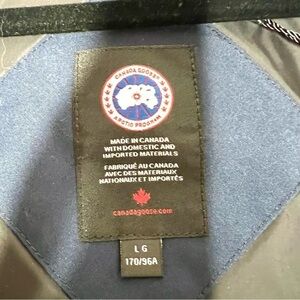 CANADA GOOSE
ARCTIC PROGRAM
MADE IN CANADA
WITH DOMESTIC AND
IMPORTED MATERIALS
FABRIQUÉ AU CANADA
AVEC DES MATERIAUX
NATIONAUX ET IMPORTÉS
canadagoose.com
L G
170/96A